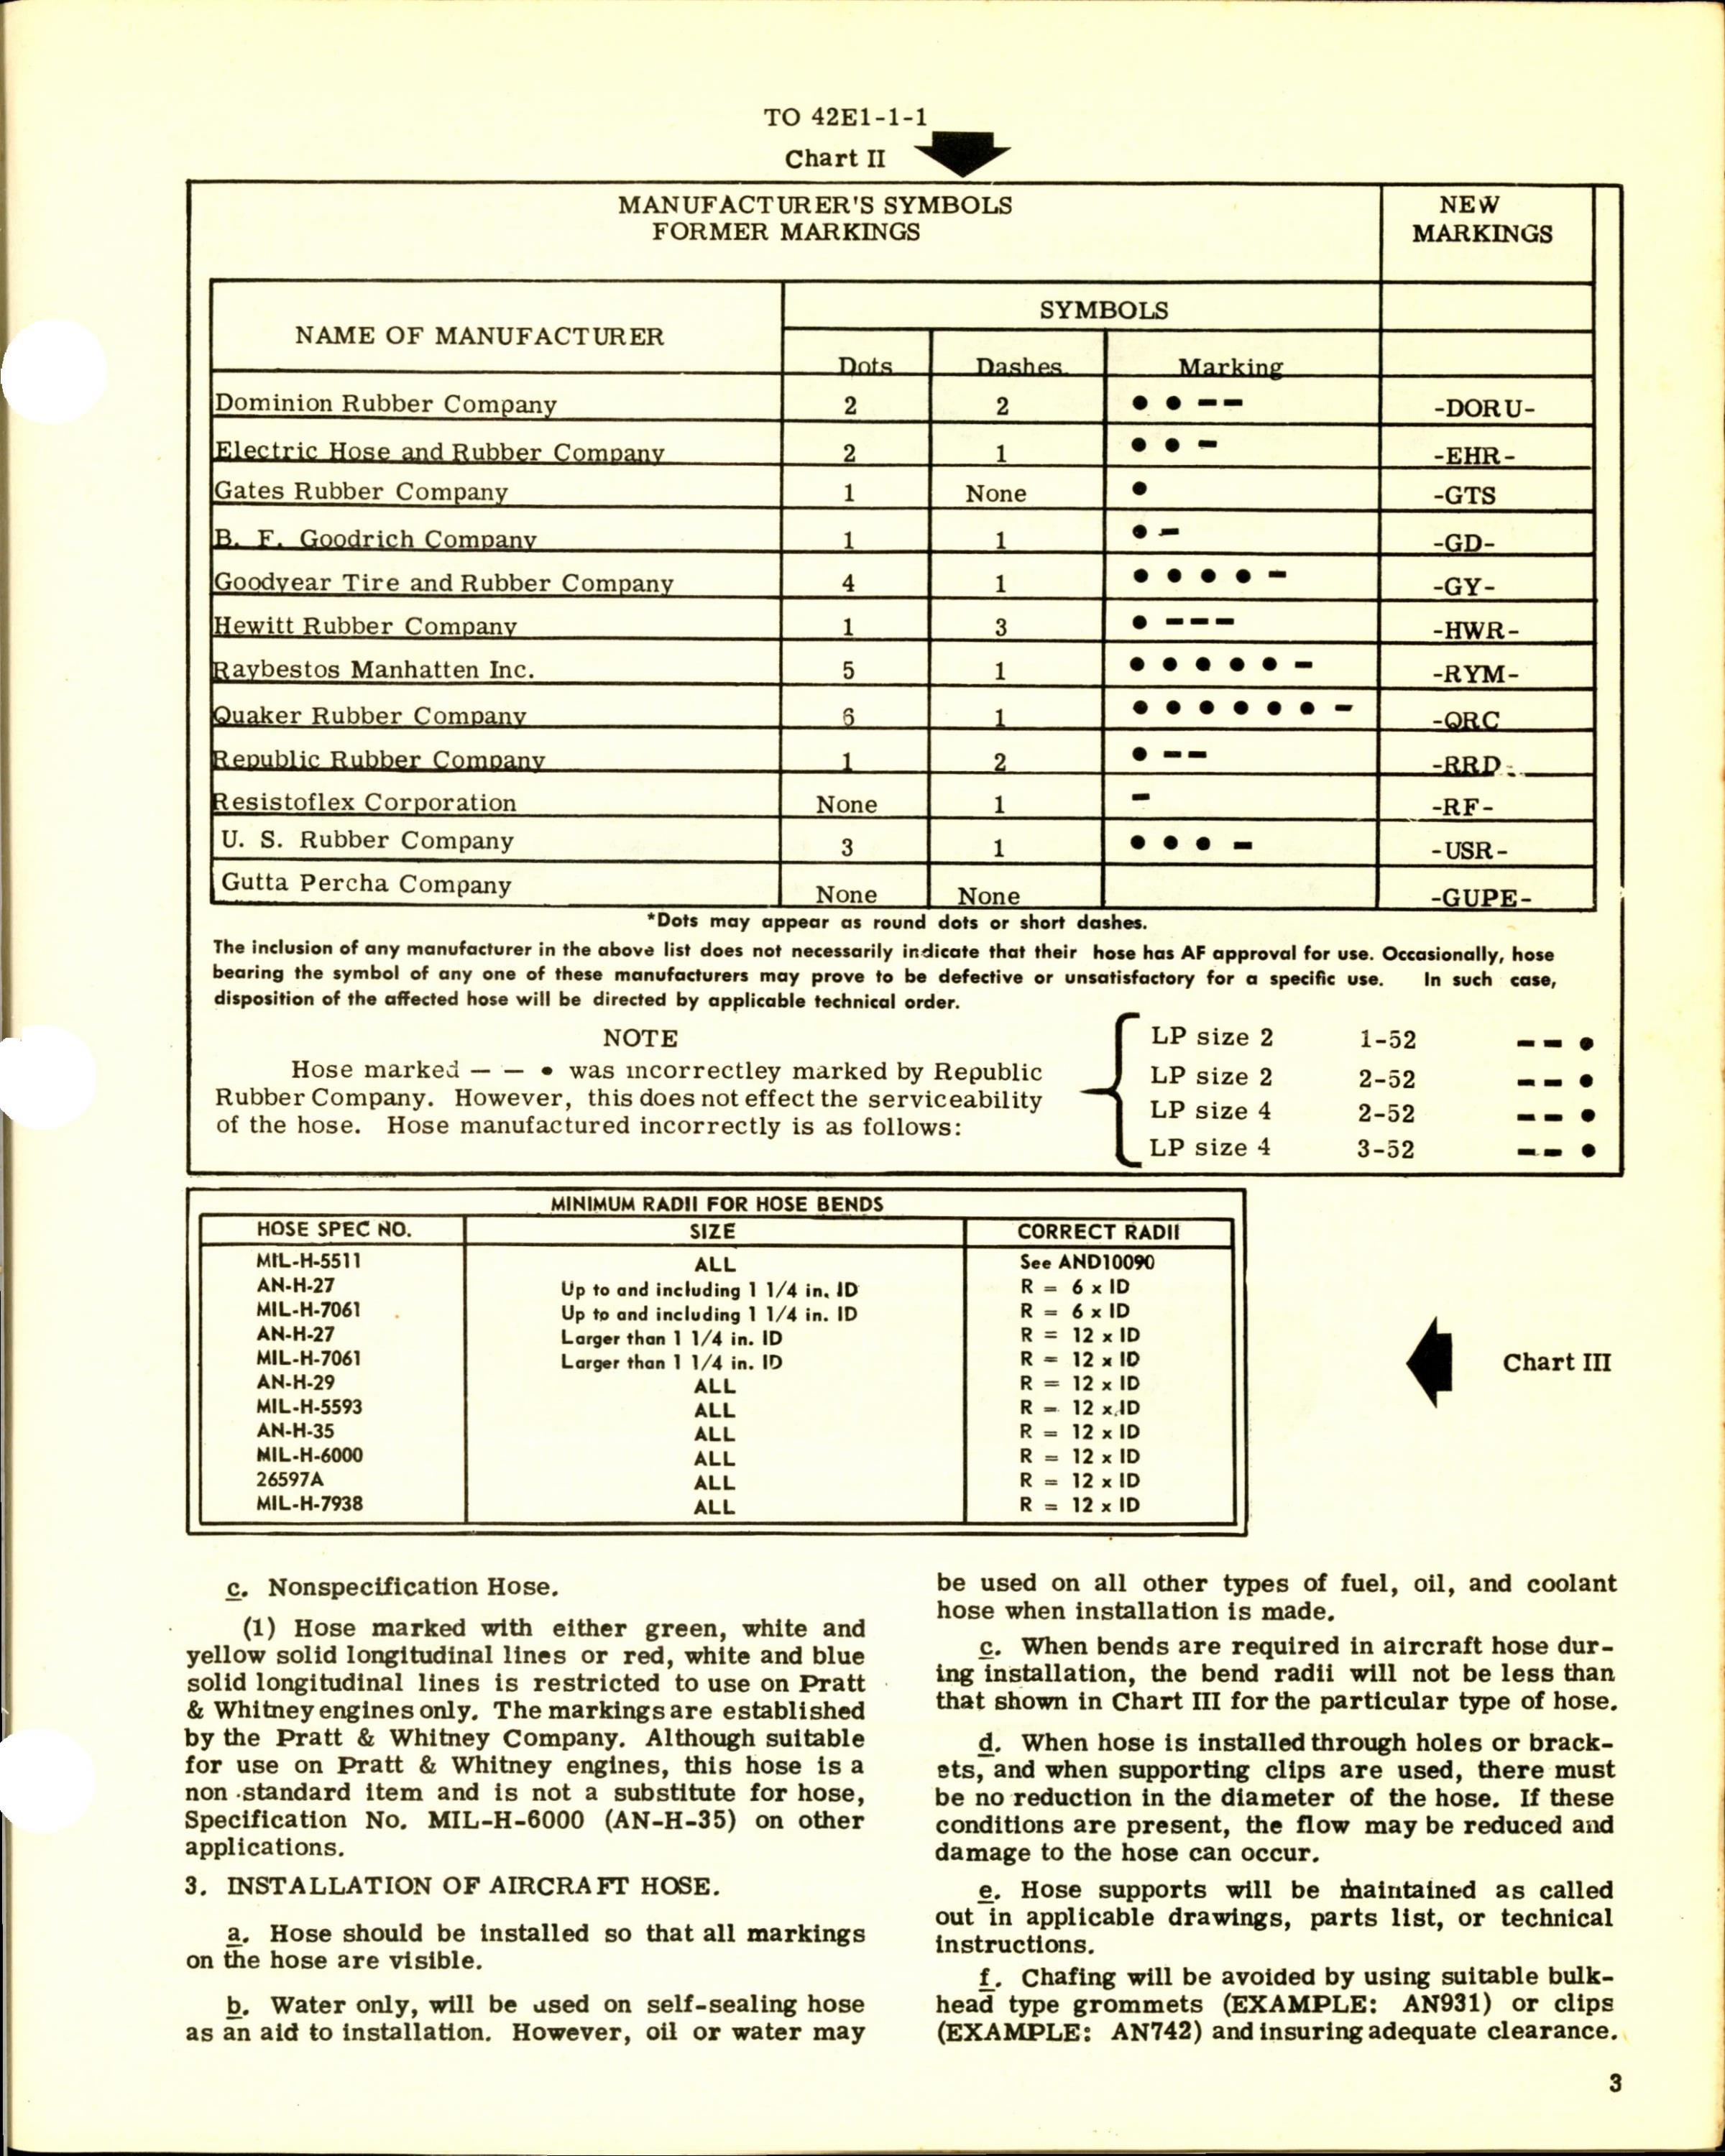 TO 42E1-1-1
Chart II
MANUFACTURER'S SYMBOLS
FORMER MARKINGS
NEW
MARKINGS
NAME OF MANUFACTURER
SYMBOLS
Dots Dashes Marking
Dominion Rubber Company 2 2 ● ● — — -DORU-
Electric Hose and Rubber Company 2 1 ● ● — -EHR-
Gates Rubber Company 1 None ● -GTS
B. F. Goodrich Company 1 1 ● — -GD-
Goodyear Tire and Rubber Company 4 1 ● ● ● ● — -GY-
Hewitt Rubber Company 1 3 ● — — — -HWR-
Raybestos Manhatten Inc. 5 1 ● ● ● ● ● — -RYM-
Quaker Rubber Company 6 1 ● ● ● ● ● ● — -QRC
Republic Rubber Company 1 2 ● — — -RRD-
Resistoflex Corporation None 1 — -RF-
U. S. Rubber Company 3 1 ● ● ● — -USR-
Gutta Percha Company None None -GUPE-
*Dots may appear as round dots or short dashes.
The inclusion of any manufacturer in the above list does not necessarily indicate that their hose has AF approval for use. Occasionally, hose
bearing the symbol of any one of these manufacturers may prove to be defective or unsatisfactory for a specific use. In such case,
disposition of the affected hose will be directed by applicable technical order.
NOTE
Hose marked — — ● was incorrectley marked by Republic
Rubber Company. However, this does not effect the serviceability
of the hose. Hose manufactured incorrectly is as follows:
LP size 2 1-52 — — ●
LP size 2 2-52 — — ●
LP size 4 2-52 — — ●
LP size 4 3-52 — — ●
MINIMUM RADII FOR HOSE BENDS
HOSE SPEC NO. SIZE CORRECT RADII
MIL-H-5511 ALL See AND10090
AN-H-27 Up to and including 1 1/4 in. ID R = 6 x ID
MIL-H-7061 Up to and including 1 1/4 in. ID R = 6 x ID
AN-H-27 Larger than 1 1/4 in. ID R = 12 x ID
MIL-H-7061 Larger than 1 1/4 in. ID R = 12 x ID
AN-H-29 ALL R = 12 x ID
MIL-H-5593 ALL R = 12 x ID
AN-H-35 ALL R = 12 x ID
MIL-H-6000 ALL R = 12 x ID
26597A ALL R = 12 x ID
MIL-H-7938 ALL R = 12 x ID
Chart III
c. Nonspecification Hose.
(1) Hose marked with either green, white and
yellow solid longitudinal lines or red, white and blue
solid longitudinal lines is restricted to use on Pratt
& Whitney engines only. The markings are established
by the Pratt & Whitney Company. Although suitable
for use on Pratt & Whitney engines, this hose is a
non-standard item and is not a substitute for hose,
Specification No. MIL-H-6000 (AN-H-35) on other
applications.
3. INSTALLATION OF AIRCRAFT HOSE.
a. Hose should be installed so that all markings
on the hose are visible.
b. Water only, will be used on self-sealing hose
as an aid to installation. However, oil or water may
be used on all other types of fuel, oil, and coolant
hose when installation is made.
c. When bends are required in aircraft hose dur-
ing installation, the bend radii will not be less than
that shown in Chart III for the particular type of hose.
d. When hose is installed through holes or brack-
ets, and when supporting clips are used, there must
be no reduction in the diameter of the hose. If these
conditions are present, the flow may be reduced and
damage to the hose can occur.
e. Hose supports will be maintained as called
out in applicable drawings, parts list, or technical
instructions.
f. Chafing will be avoided by using suitable bulk-
head type grommets (EXAMPLE: AN931) or clips
(EXAMPLE: AN742) and insuring adequate clearance.
3